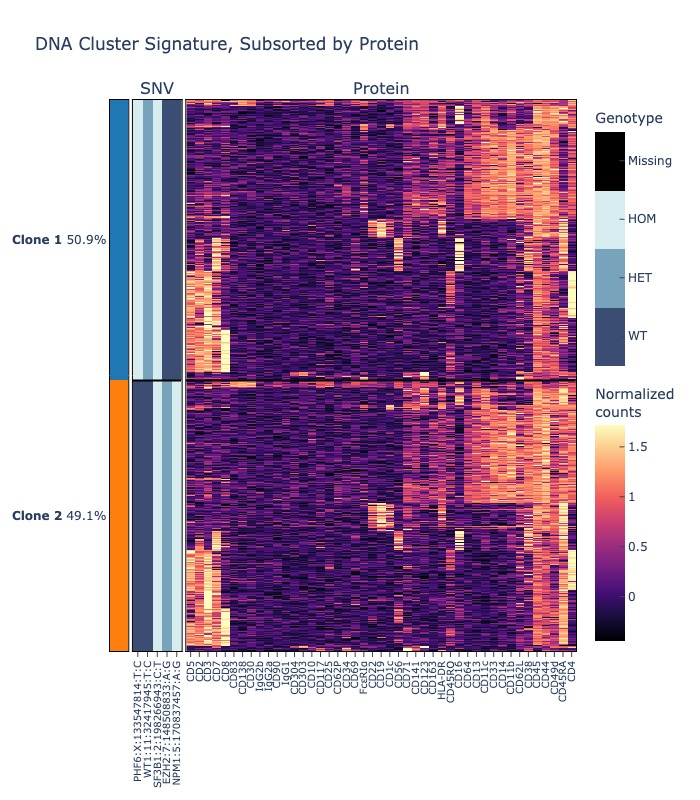 DNA Cluster Signature, Subsorted by Protein
SNV
Protein
Clone 1 50.9%
Clone 2 49.1%
Genotype
Missing
HOM
HET
WT
Normalized
counts
1.5
1
0.5
0
PHF6:X:133547814:T:C
WT1:11:32417945:T:C
SF3B1:2:198266943:C:T
EZH2:7:148508833:A:G
NPM1:5:170837457:A:G
CD5
CD2
CD3
CD7
CD8
CD83
CD138
CD30
IgG2b
IgG2a
CD90
IgG1
CD304
CD303
CD10
CD117
CD25
CD62P
CD34
CD69
FceRIa
CD22
CD19
CD1c
CD56
CD71
CD141
CD123
CD163
HLA-DR
CD45RO
CD16
CD64
CD13
CD11c
CD33
CD14
CD11b
CD62L
CD38
CD45
CD44
CD49d
CD45RA
CD4